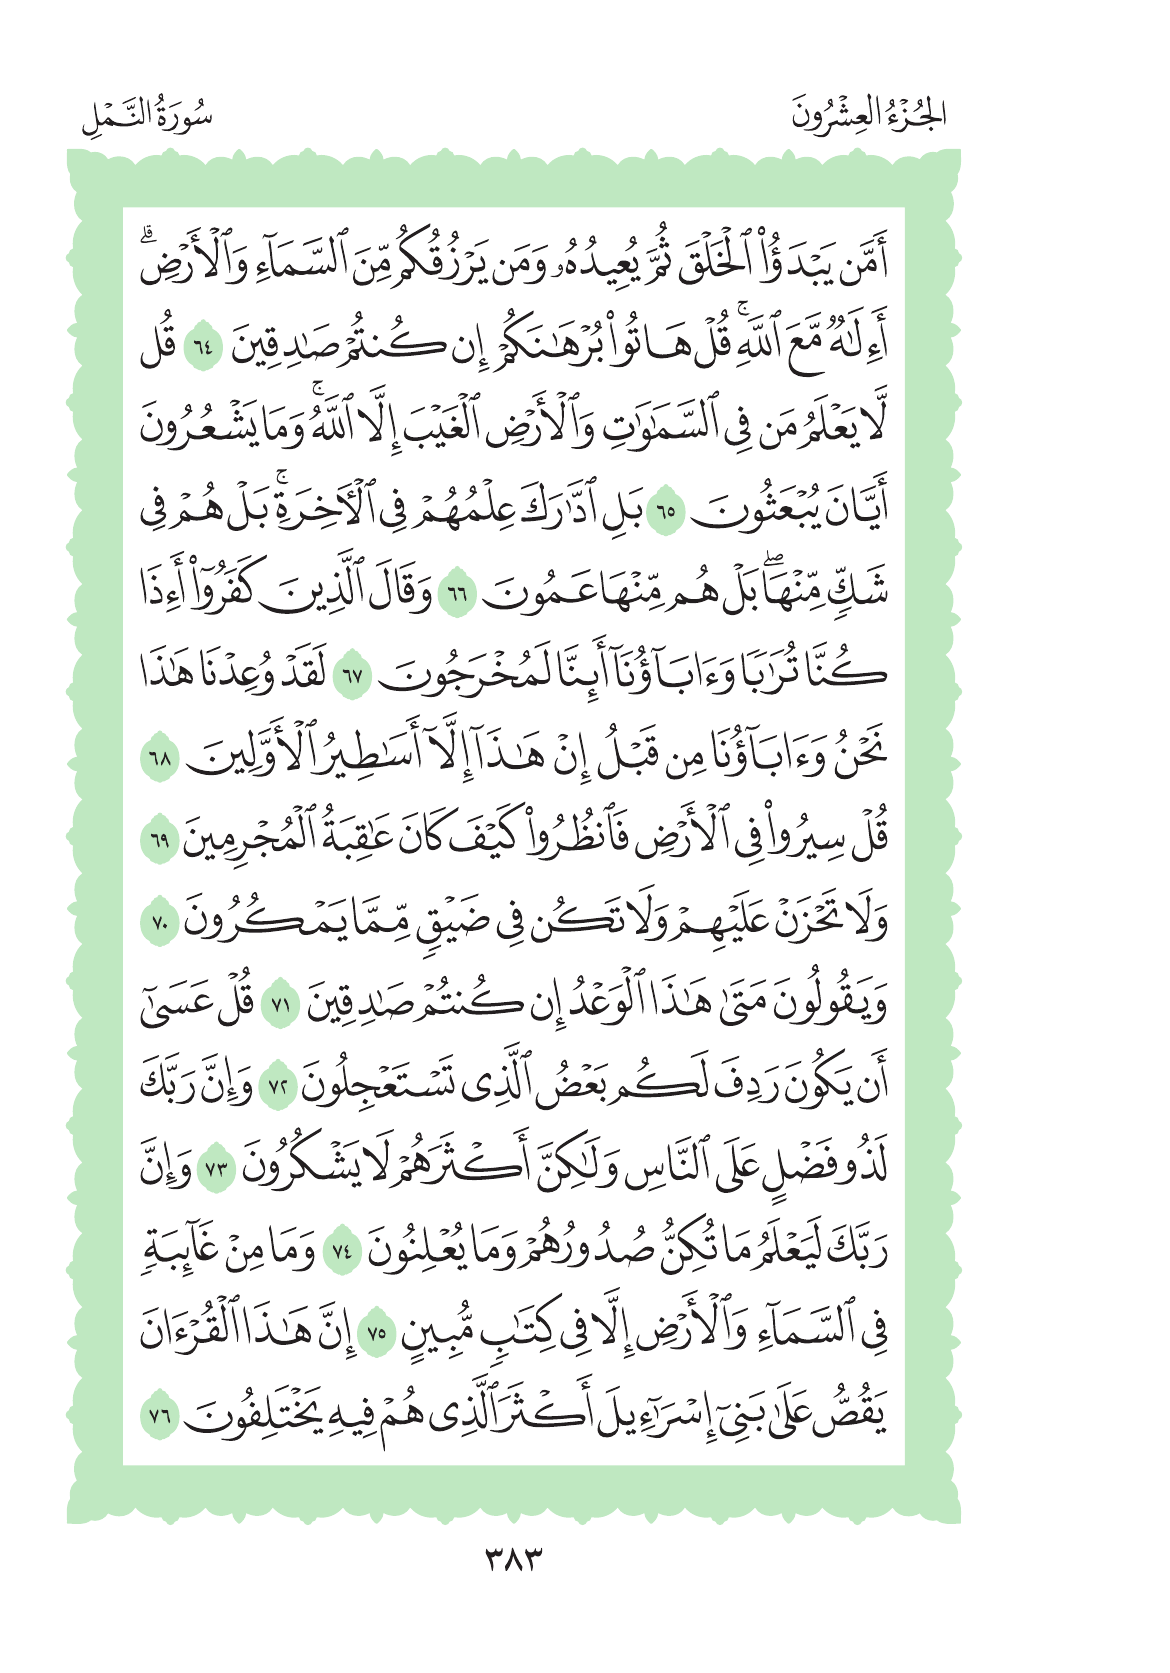 الجُزْءُ العِشْرُونَ
سُورَةُ النَّمْلِ
أَمَّن يَبْدَؤُاْ ٱلْخَلْقَ ثُمَّ يُعِيدُهُۥ وَمَن يَرْزُقُكُم مِّنَ ٱلسَّمَآءِ وَٱلْأَرْضِۗ
أَءِلَٰهٌ مَّعَ ٱللَّهِۚ قُلْ هَاتُواْ بُرْهَٰنَكُمْ إِن كُنتُمْ صَٰدِقِينَ ٦٤ قُل
لَّا يَعْلَمُ مَن فِي ٱلسَّمَٰوَٰتِ وَٱلْأَرْضِ ٱلْغَيْبَ إِلَّا ٱللَّهُۚ وَمَا يَشْعُرُونَ
أَيَّانَ يُبْعَثُونَ ٦٥ بَلِ ٱدَّٰرَكَ عِلْمُهُمْ فِي ٱلْأٓخِرَةِۚ بَلْ هُمْ فِي
شَكٍّ مِّنْهَاۖ بَلْ هُم مِّنْهَا عَمُونَ ٦٦ وَقَالَ ٱلَّذِينَ كَفَرُوٓاْ أَءِذَا
كُنَّا تُرَٰبًا وَءَابَآؤُنَآ أَئِنَّا لَمُخْرَجُونَ ٦٧ لَقَدْ وُعِدْنَا هَٰذَا
نَحْنُ وَءَابَآؤُنَا مِن قَبْلُ إِنْ هَٰذَآ إِلَّآ أَسَٰطِيرُ ٱلْأَوَّلِينَ ٦٨
قُلْ سِيرُواْ فِي ٱلْأَرْضِ فَٱنظُرُواْ كَيْفَ كَانَ عَٰقِبَةُ ٱلْمُجْرِمِينَ ٦٩
وَلَا تَحْزَنْ عَلَيْهِمْ وَلَا تَكُن فِي ضَيْقٍ مِّمَّا يَمْكُرُونَ ٧٠
وَيَقُولُونَ مَتَىٰ هَٰذَا ٱلْوَعْدُ إِن كُنتُمْ صَٰدِقِينَ ٧١ قُلْ عَسَىٰٓ
أَن يَكُونَ رَدِفَ لَكُم بَعْضُ ٱلَّذِي تَسْتَعْجِلُونَ ٧٢ وَإِنَّ رَبَّكَ
لَذُو فَضْلٍ عَلَى ٱلنَّاسِ وَلَٰكِنَّ أَكْثَرَهُمْ لَا يَشْكُرُونَ ٧٣ وَإِنَّ
رَبَّكَ لَيَعْلَمُ مَا تُكِنُّ صُدُورُهُمْ وَمَا يُعْلِنُونَ ٧٤ وَمَا مِنْ غَآئِبَةٍ
فِي ٱلسَّمَآءِ وَٱلْأَرْضِ إِلَّا فِي كِتَٰبٍ مُّبِينٍ ٧٥ إِنَّ هَٰذَا ٱلْقُرْءَانَ
يَقُصُّ عَلَىٰ بَنِيٓ إِسْرَٰٓءِيلَ أَكْثَرَ ٱلَّذِي هُمْ فِيهِ يَخْتَلِفُونَ ٧٦
٣٨٣